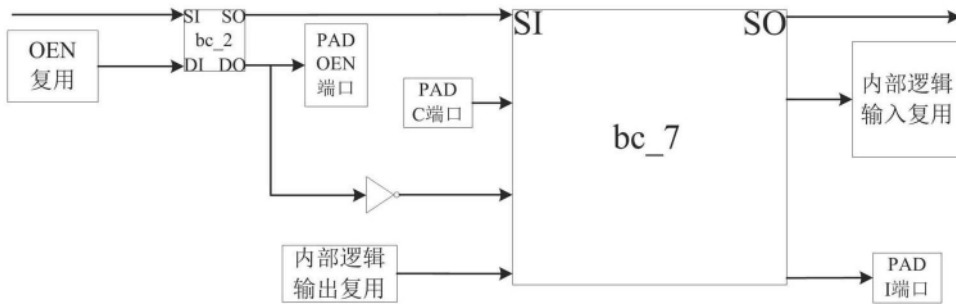 SI SO
bc_2
DI DO
OEN
复用
PAD
OEN
端口
SI SO
bc_7
PAD
C端口
内部逻辑
输入复用
内部逻辑
输出复用
PAD
I端口